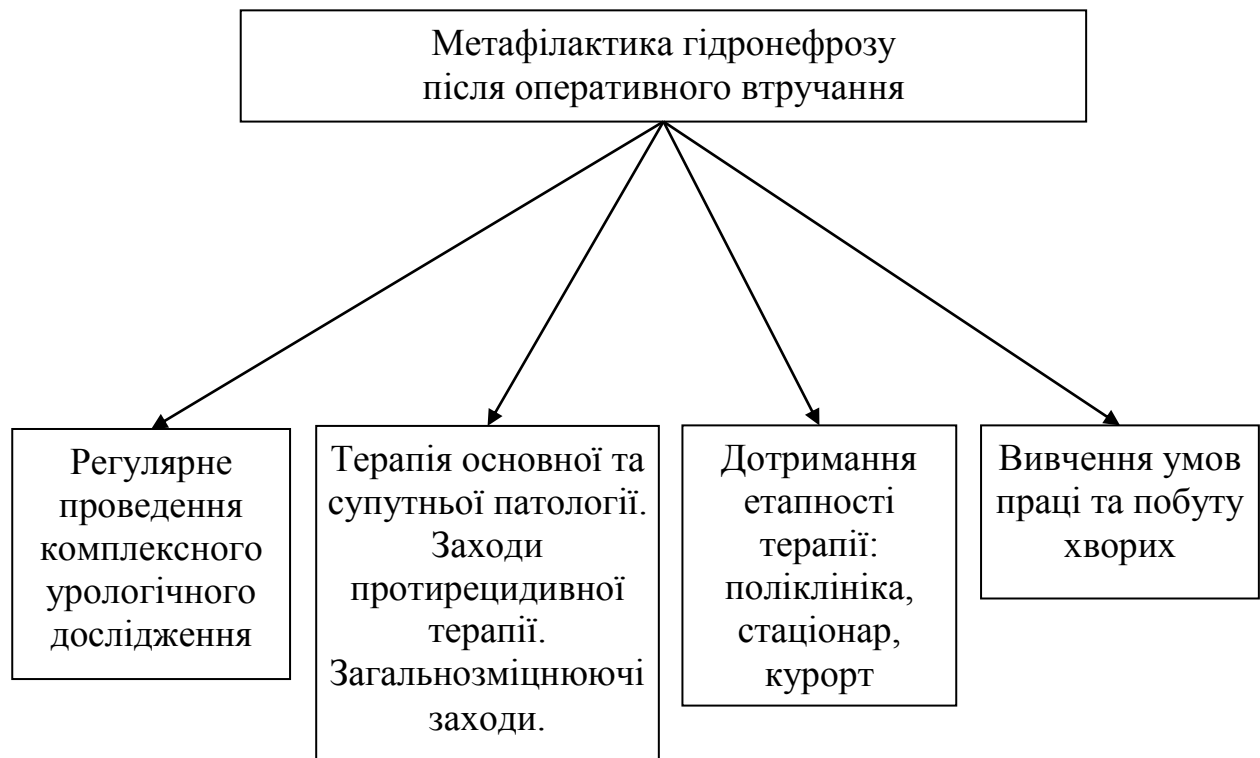 Метафілактика гідронефрозу
після оперативного втручання
Регулярне
проведення
комплексного
урологічного
дослідження
Терапія основної та
супутньої патології.
Заходи
протирецидивної
терапії.
Загальнозміцнюючі
заходи.
Дотримання
етапності
терапії:
поліклініка,
стаціонар,
курорт
Вивчення умов
праці та побуту
хворих